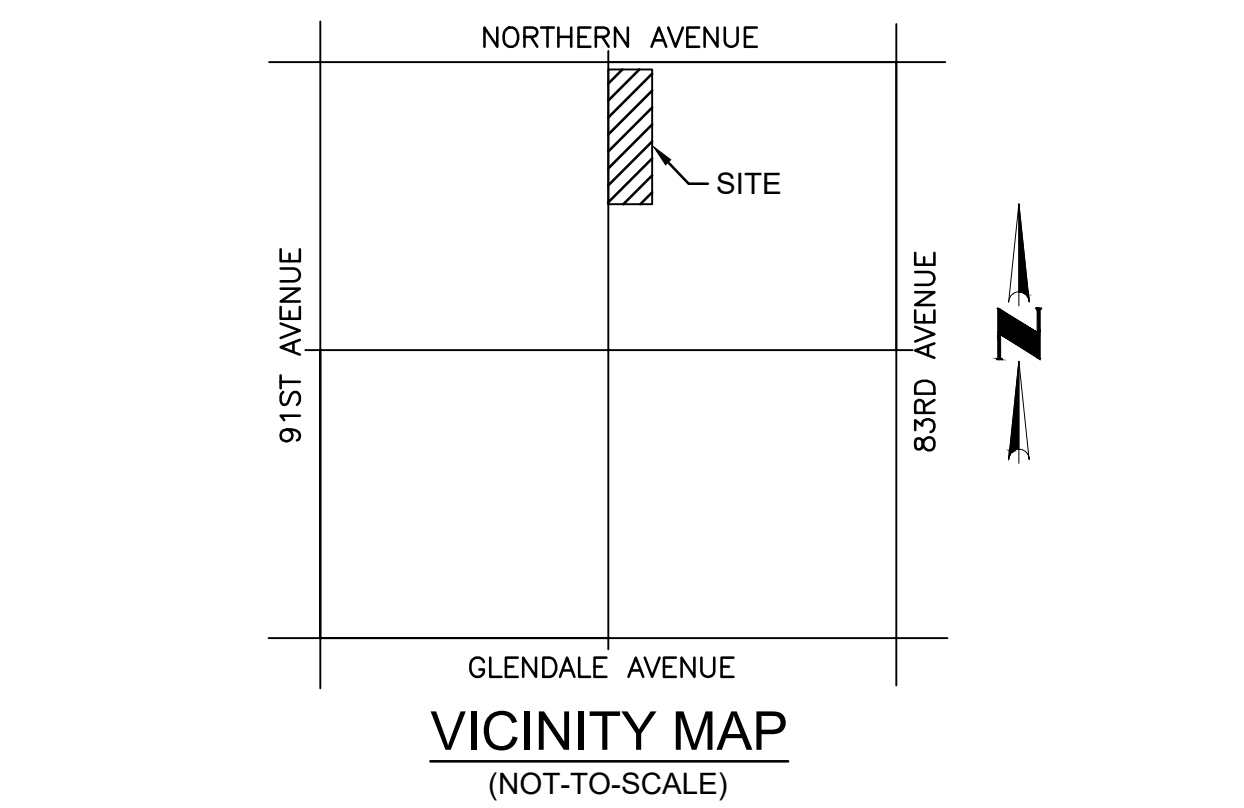 NORTHERN AVENUE
SITE
91ST AVENUE
83RD AVENUE
N
GLENDALE AVENUE
VICINITY MAP
(NOT-TO-SCALE)